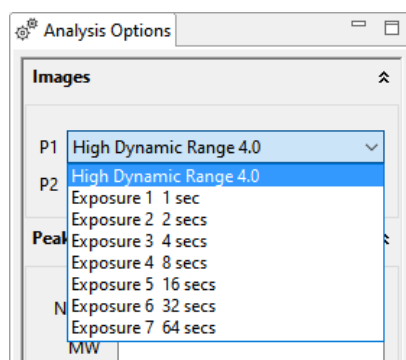 Analysis Options
Images
P1 High Dynamic Range 4.0
P2 High Dynamic Range 4.0
Exposure 1 1 sec
Exposure 2 2 secs
Exposure 3 4 secs
Exposure 4 8 secs
Exposure 5 16 secs
Exposure 6 32 secs
Exposure 7 64 secs
MW